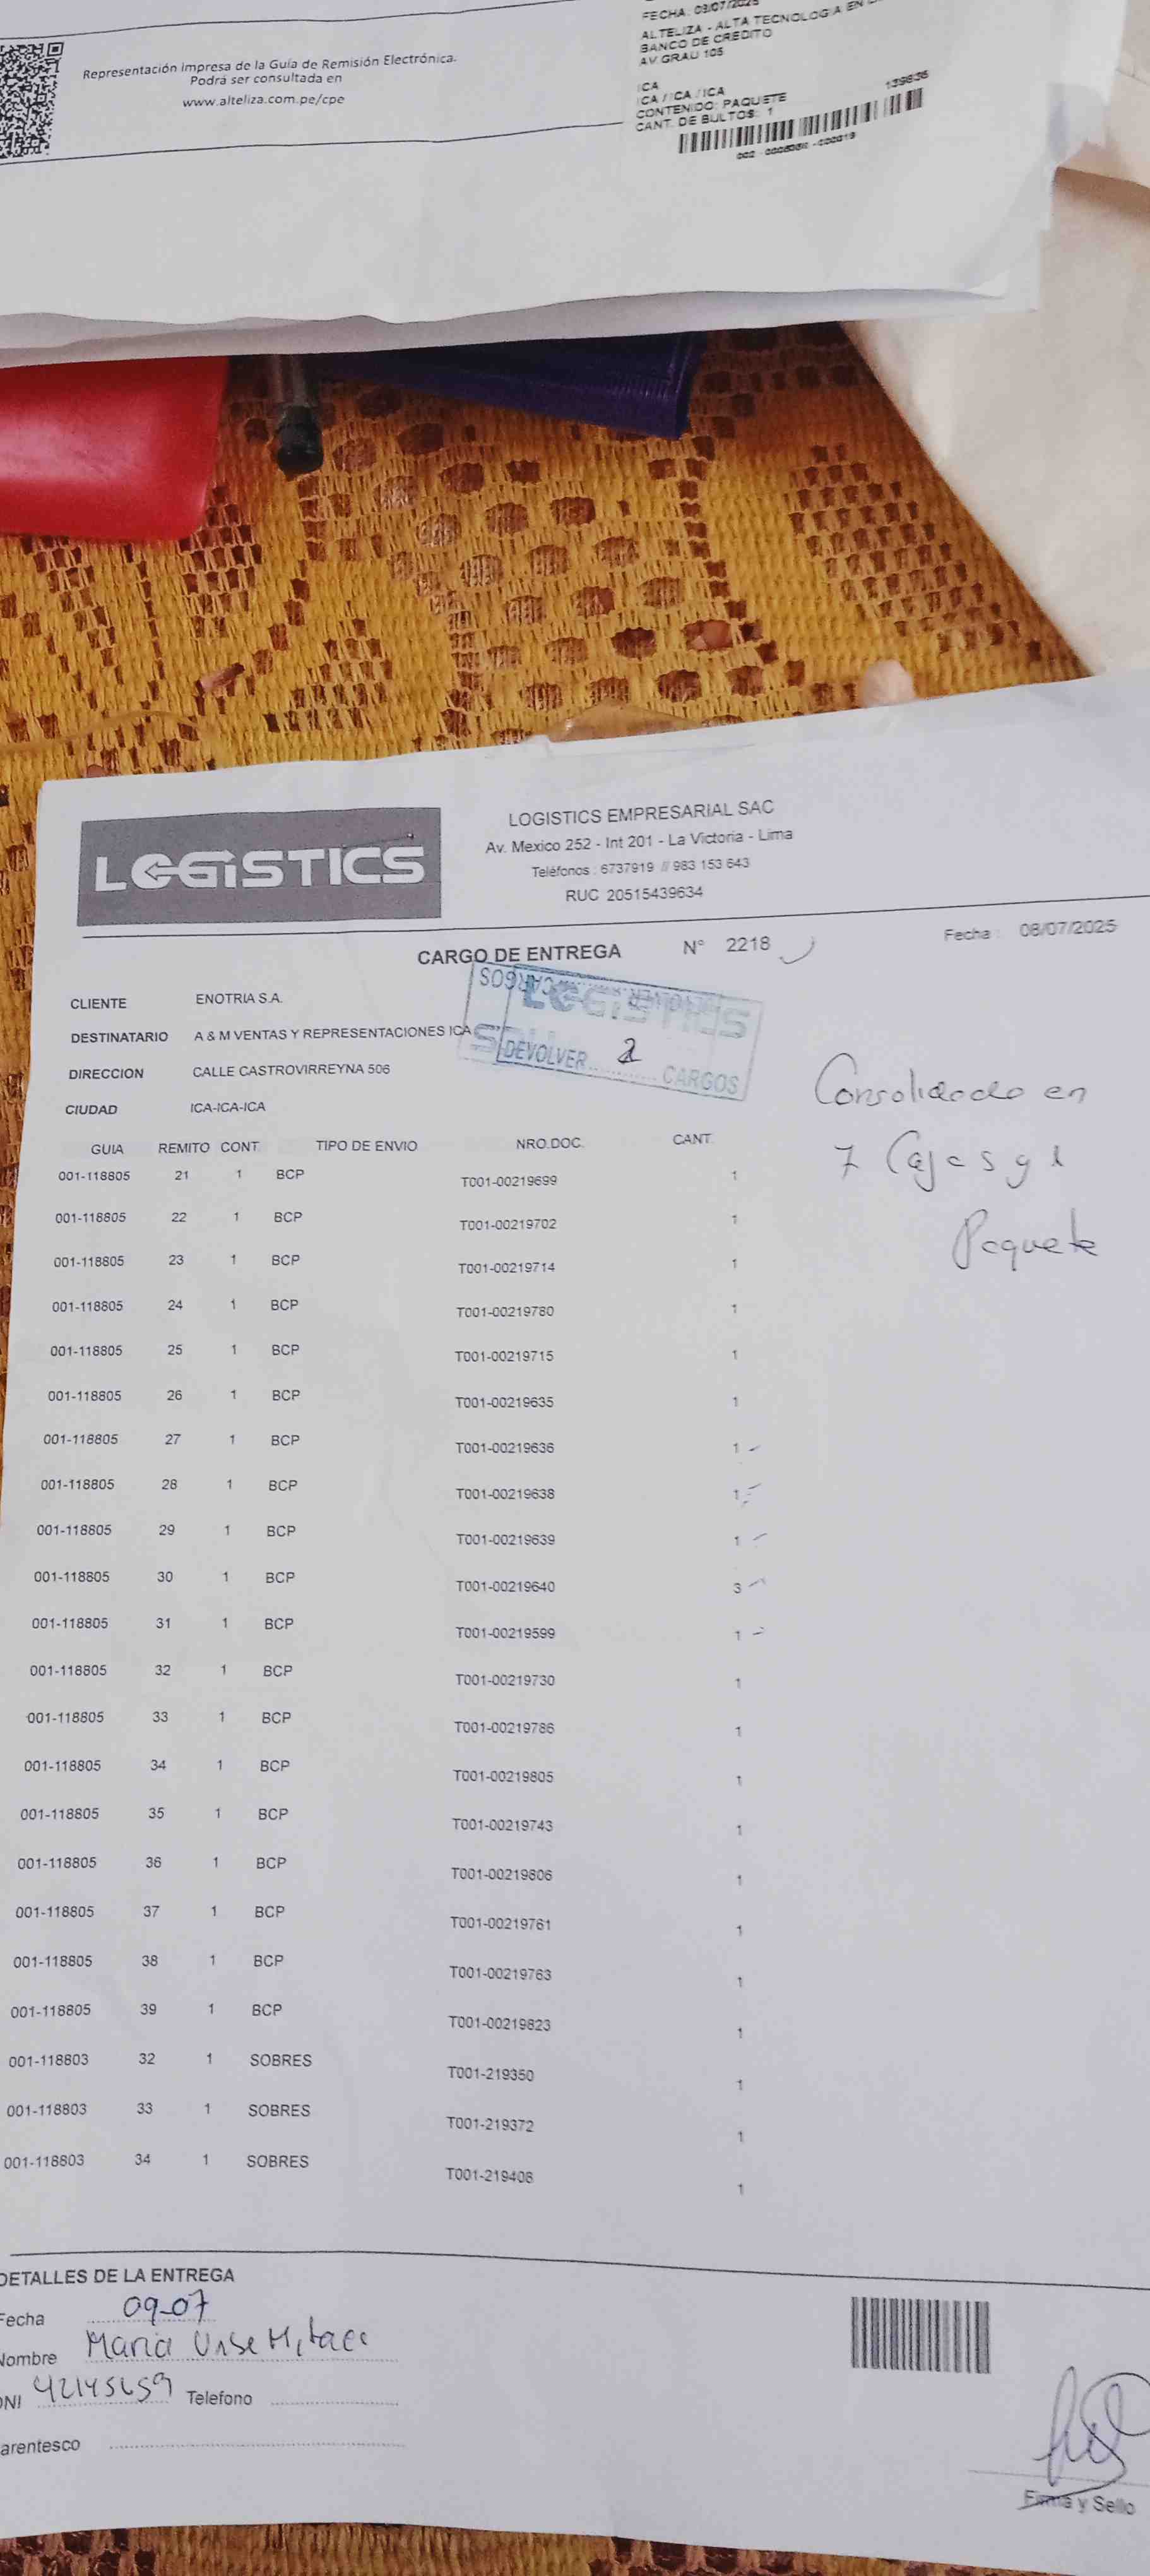 Representación impresa de la Guía de Remisión Electrónica.
Podrá ser consultada en
www.alteliza.com.pe/cpe
FECHA: 09/07/2025
ALTELIZA - ALTA TECNOLOGIA EN
BANCO DE CREDITO
AV GRAU 105
ICA
ICA / ICA / ICA
CONTENIDO: PAQUETE
CANT. DE BULTOS: 1
139836
LOGISTICS
LOGISTICS EMPRESARIAL SAC
Av. Mexico 252 - Int 201 - La Victoria - Lima
Teléfonos : 6737919 // 983 153 643
RUC 20515439634
CARGO DE ENTREGA N° 2218
Fecha : 08/07/2025
CLIENTE ENOTRIA S.A.
DESTINATARIO A & M VENTAS Y REPRESENTACIONES ICA
DIRECCION CALLE CASTROVIRREYNA 506
CIUDAD ICA-ICA-ICA
LOGISTICS
DEVOLVER 2 CARGOS
Consolidado en
7 Cajas y 1
Paquete
GUIA REMITO CONT. TIPO DE ENVIO NRO.DOC. CANT.
001-118805 21 1 BCP T001-00219699 1
001-118805 22 1 BCP T001-00219702 1
001-118805 23 1 BCP T001-00219714 1
001-118805 24 1 BCP T001-00219780 1
001-118805 25 1 BCP T001-00219715 1
001-118805 26 1 BCP T001-00219635 1
001-118805 27 1 BCP T001-00219636 1
001-118805 28 1 BCP T001-00219638 1
001-118805 29 1 BCP T001-00219639 1
001-118805 30 1 BCP T001-00219640 3
001-118805 31 1 BCP T001-00219599 1
001-118805 32 1 BCP T001-00219730 1
001-118805 33 1 BCP T001-00219786 1
001-118805 34 1 BCP T001-00219805 1
001-118805 35 1 BCP T001-00219743 1
001-118805 36 1 BCP T001-00219806 1
001-118805 37 1 BCP T001-00219761 1
001-118805 38 1 BCP T001-00219763 1
001-118805 39 1 BCP T001-00219823 1
001-118803 32 1 SOBRES T001-219350 1
001-118803 33 1 SOBRES T001-219372 1
001-118803 34 1 SOBRES T001-219408 1
DETALLES DE LA ENTREGA
Fecha 09-07
Nombre Maria
DNI 42145659 Telefono
arentesco
Firma y Sello